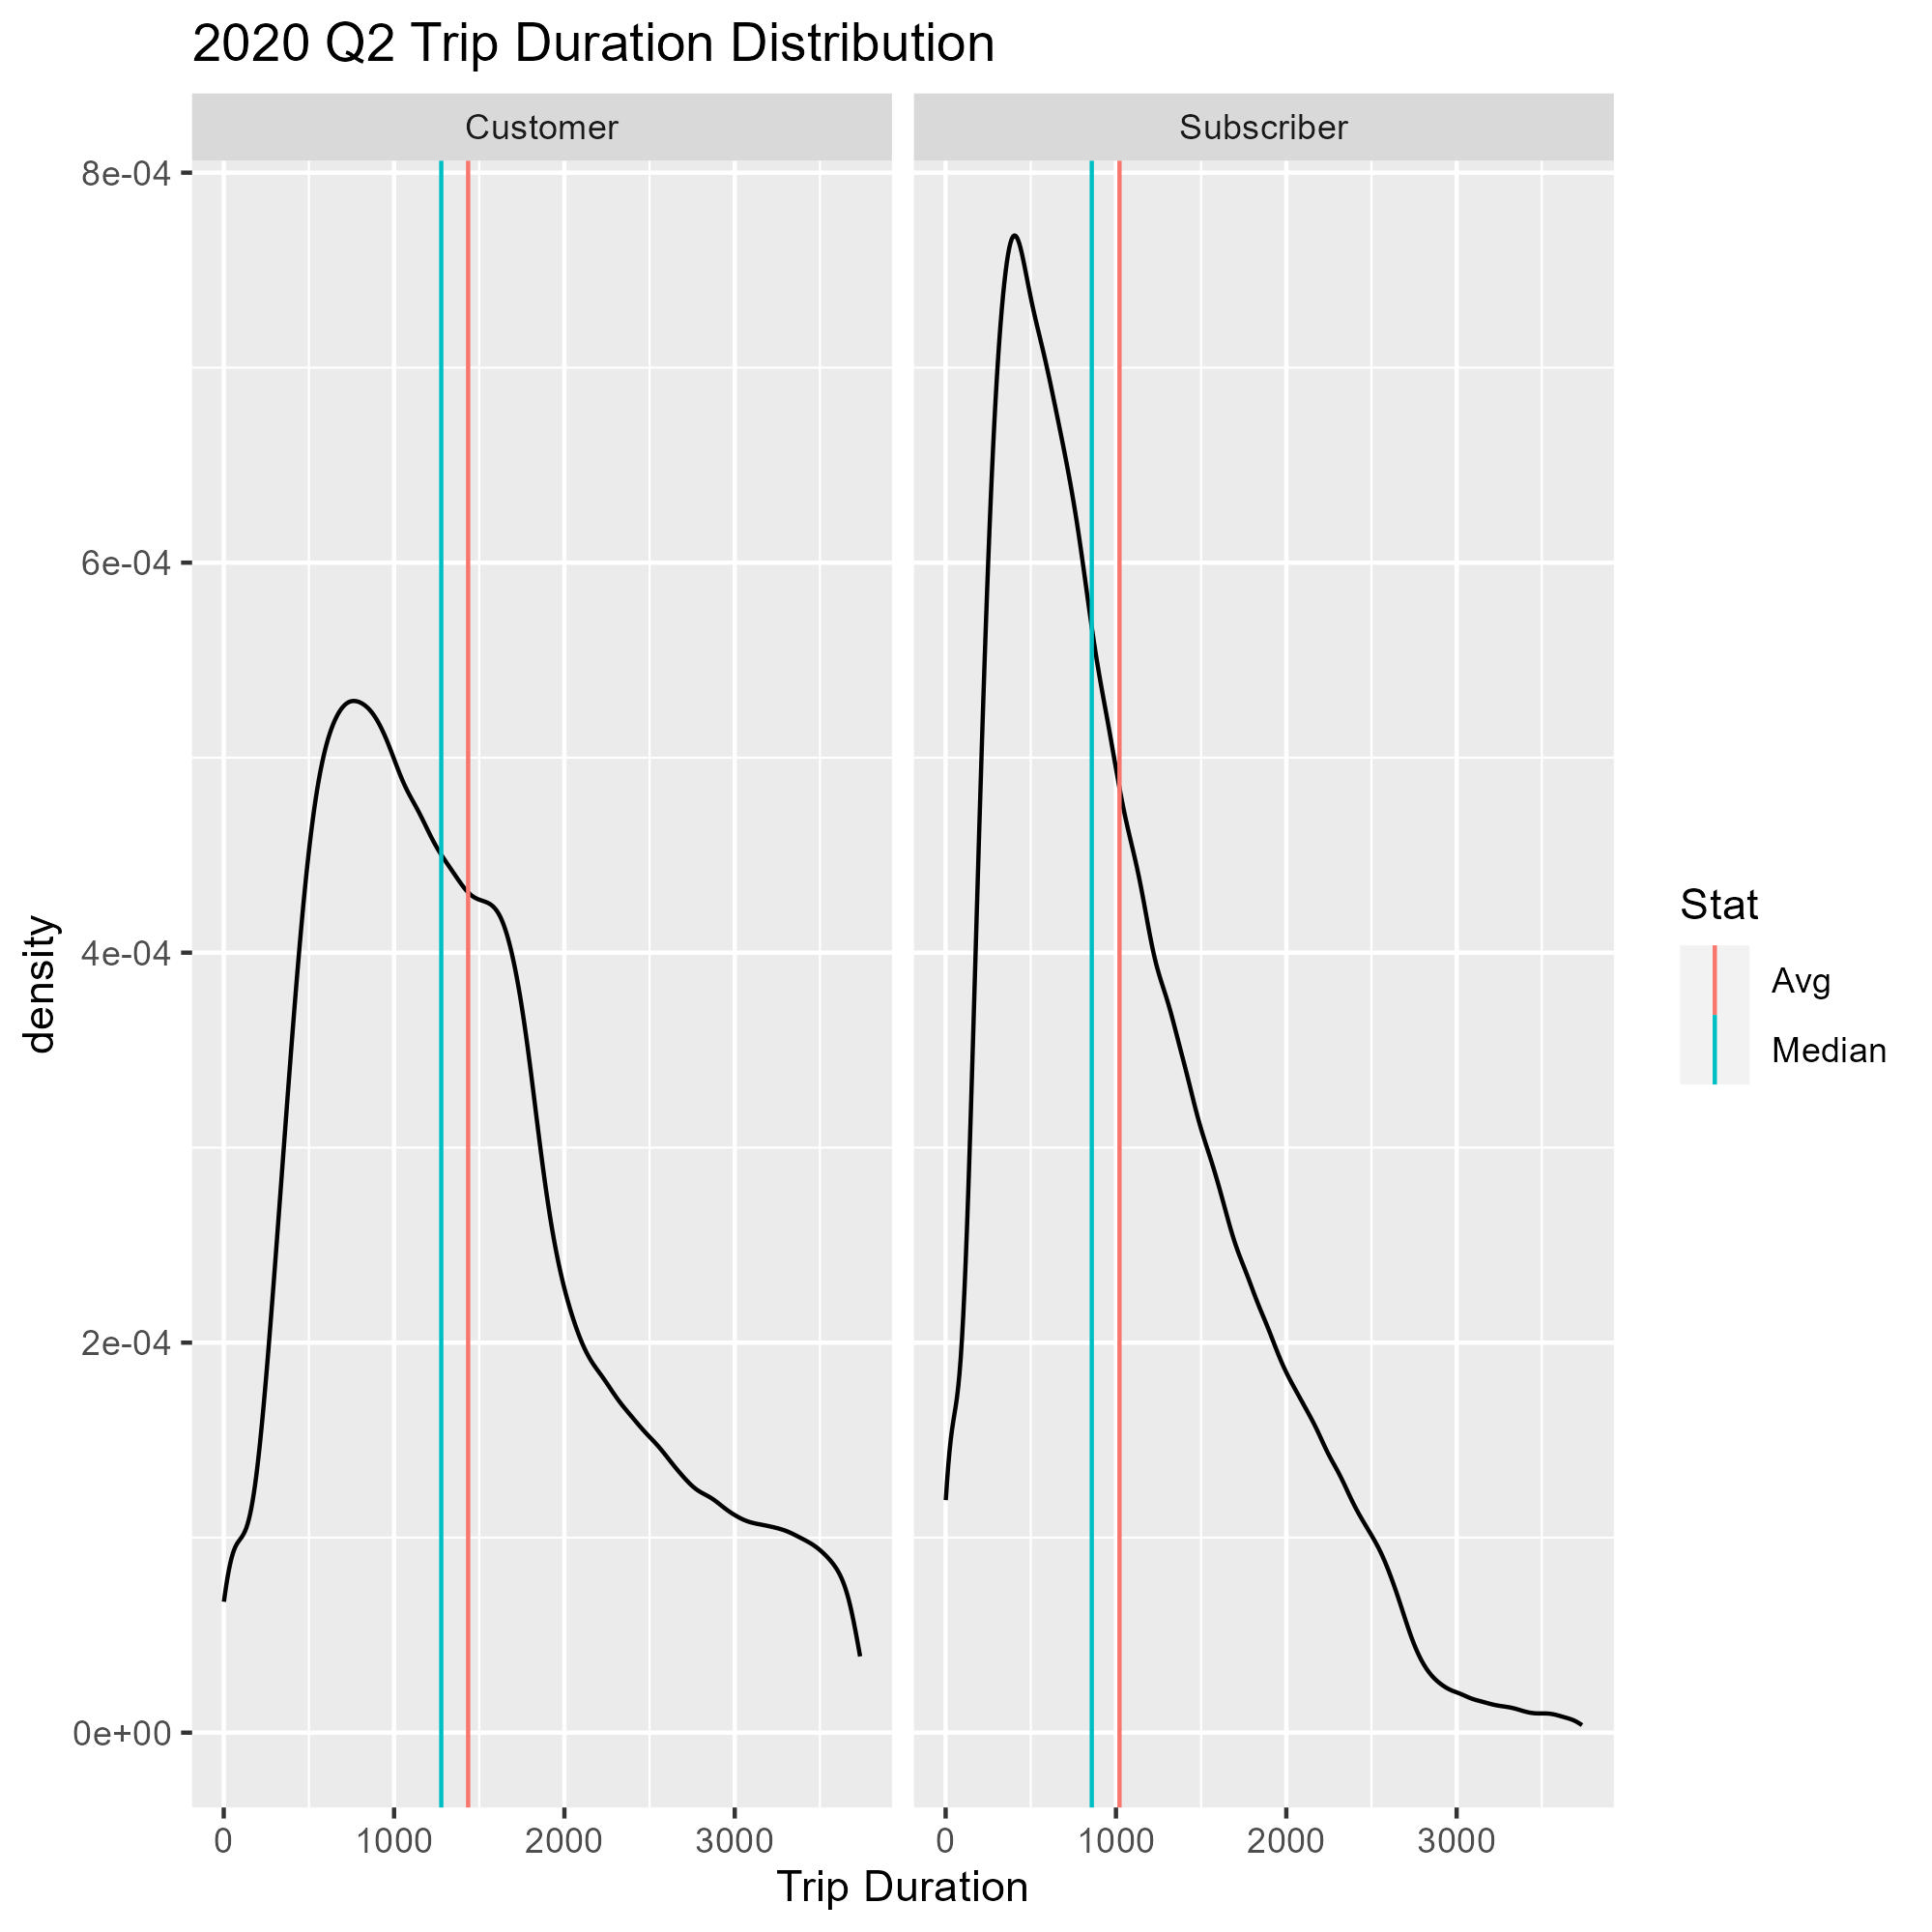 2020 Q2 Trip Duration Distribution
Customer
Subscriber
8e-04
6e-04
4e-04
2e-04
0e+00
density
0 1000 2000 3000
0 1000 2000 3000
Trip Duration
Stat
Avg
Median